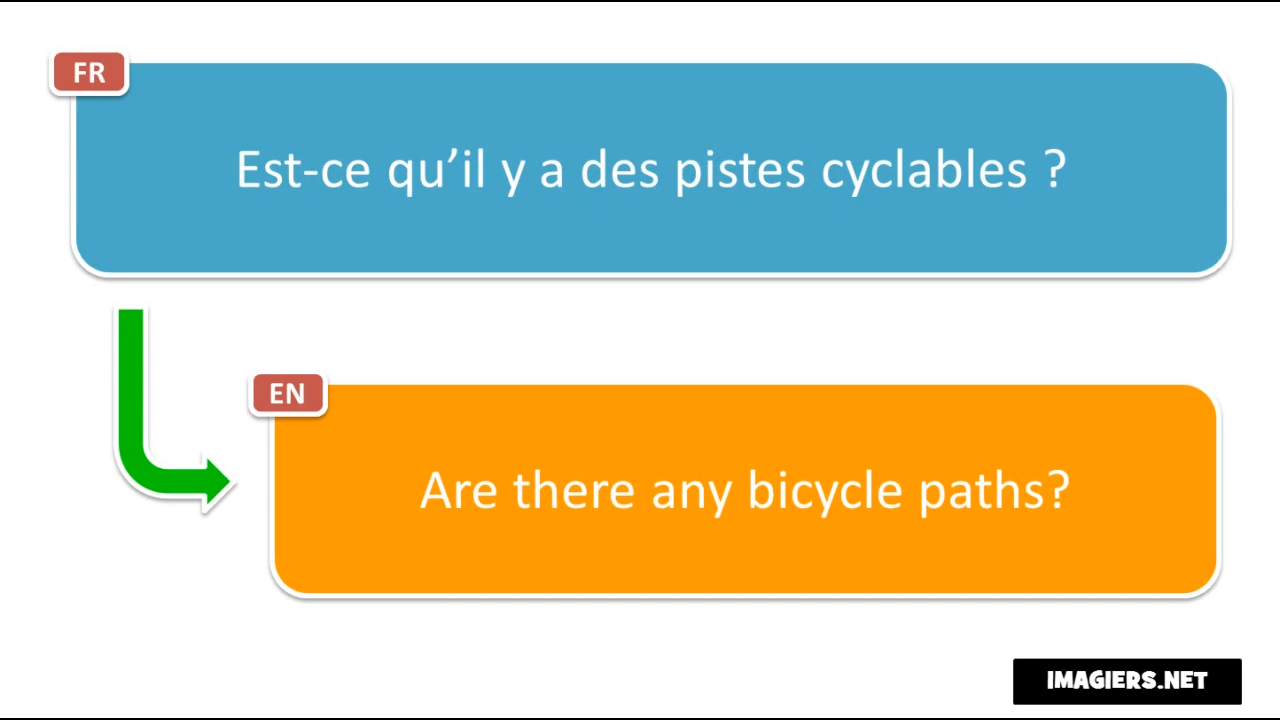 FR
Est-ce qu’il y a des pistes cyclables ?
EN
Are there any bicycle paths?
IMAGIERS.NET